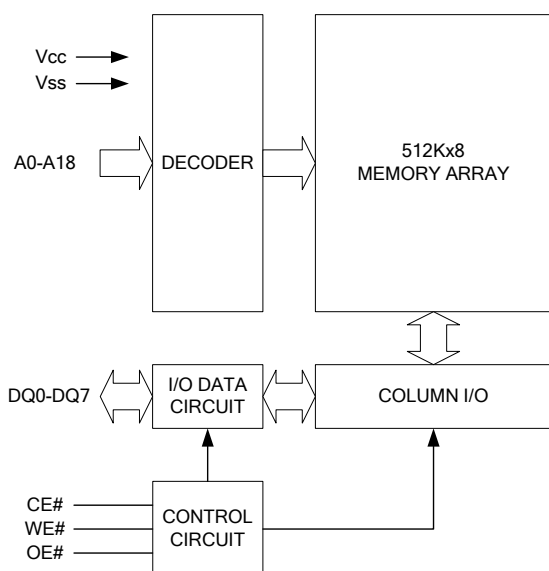 Vcc
Vss
A0-A18
DECODER
512Kx8
MEMORY ARRAY
DQ0-DQ7
I/O DATA
CIRCUIT
COLUMN I/O
CE#
WE#
OE#
CONTROL
CIRCUIT